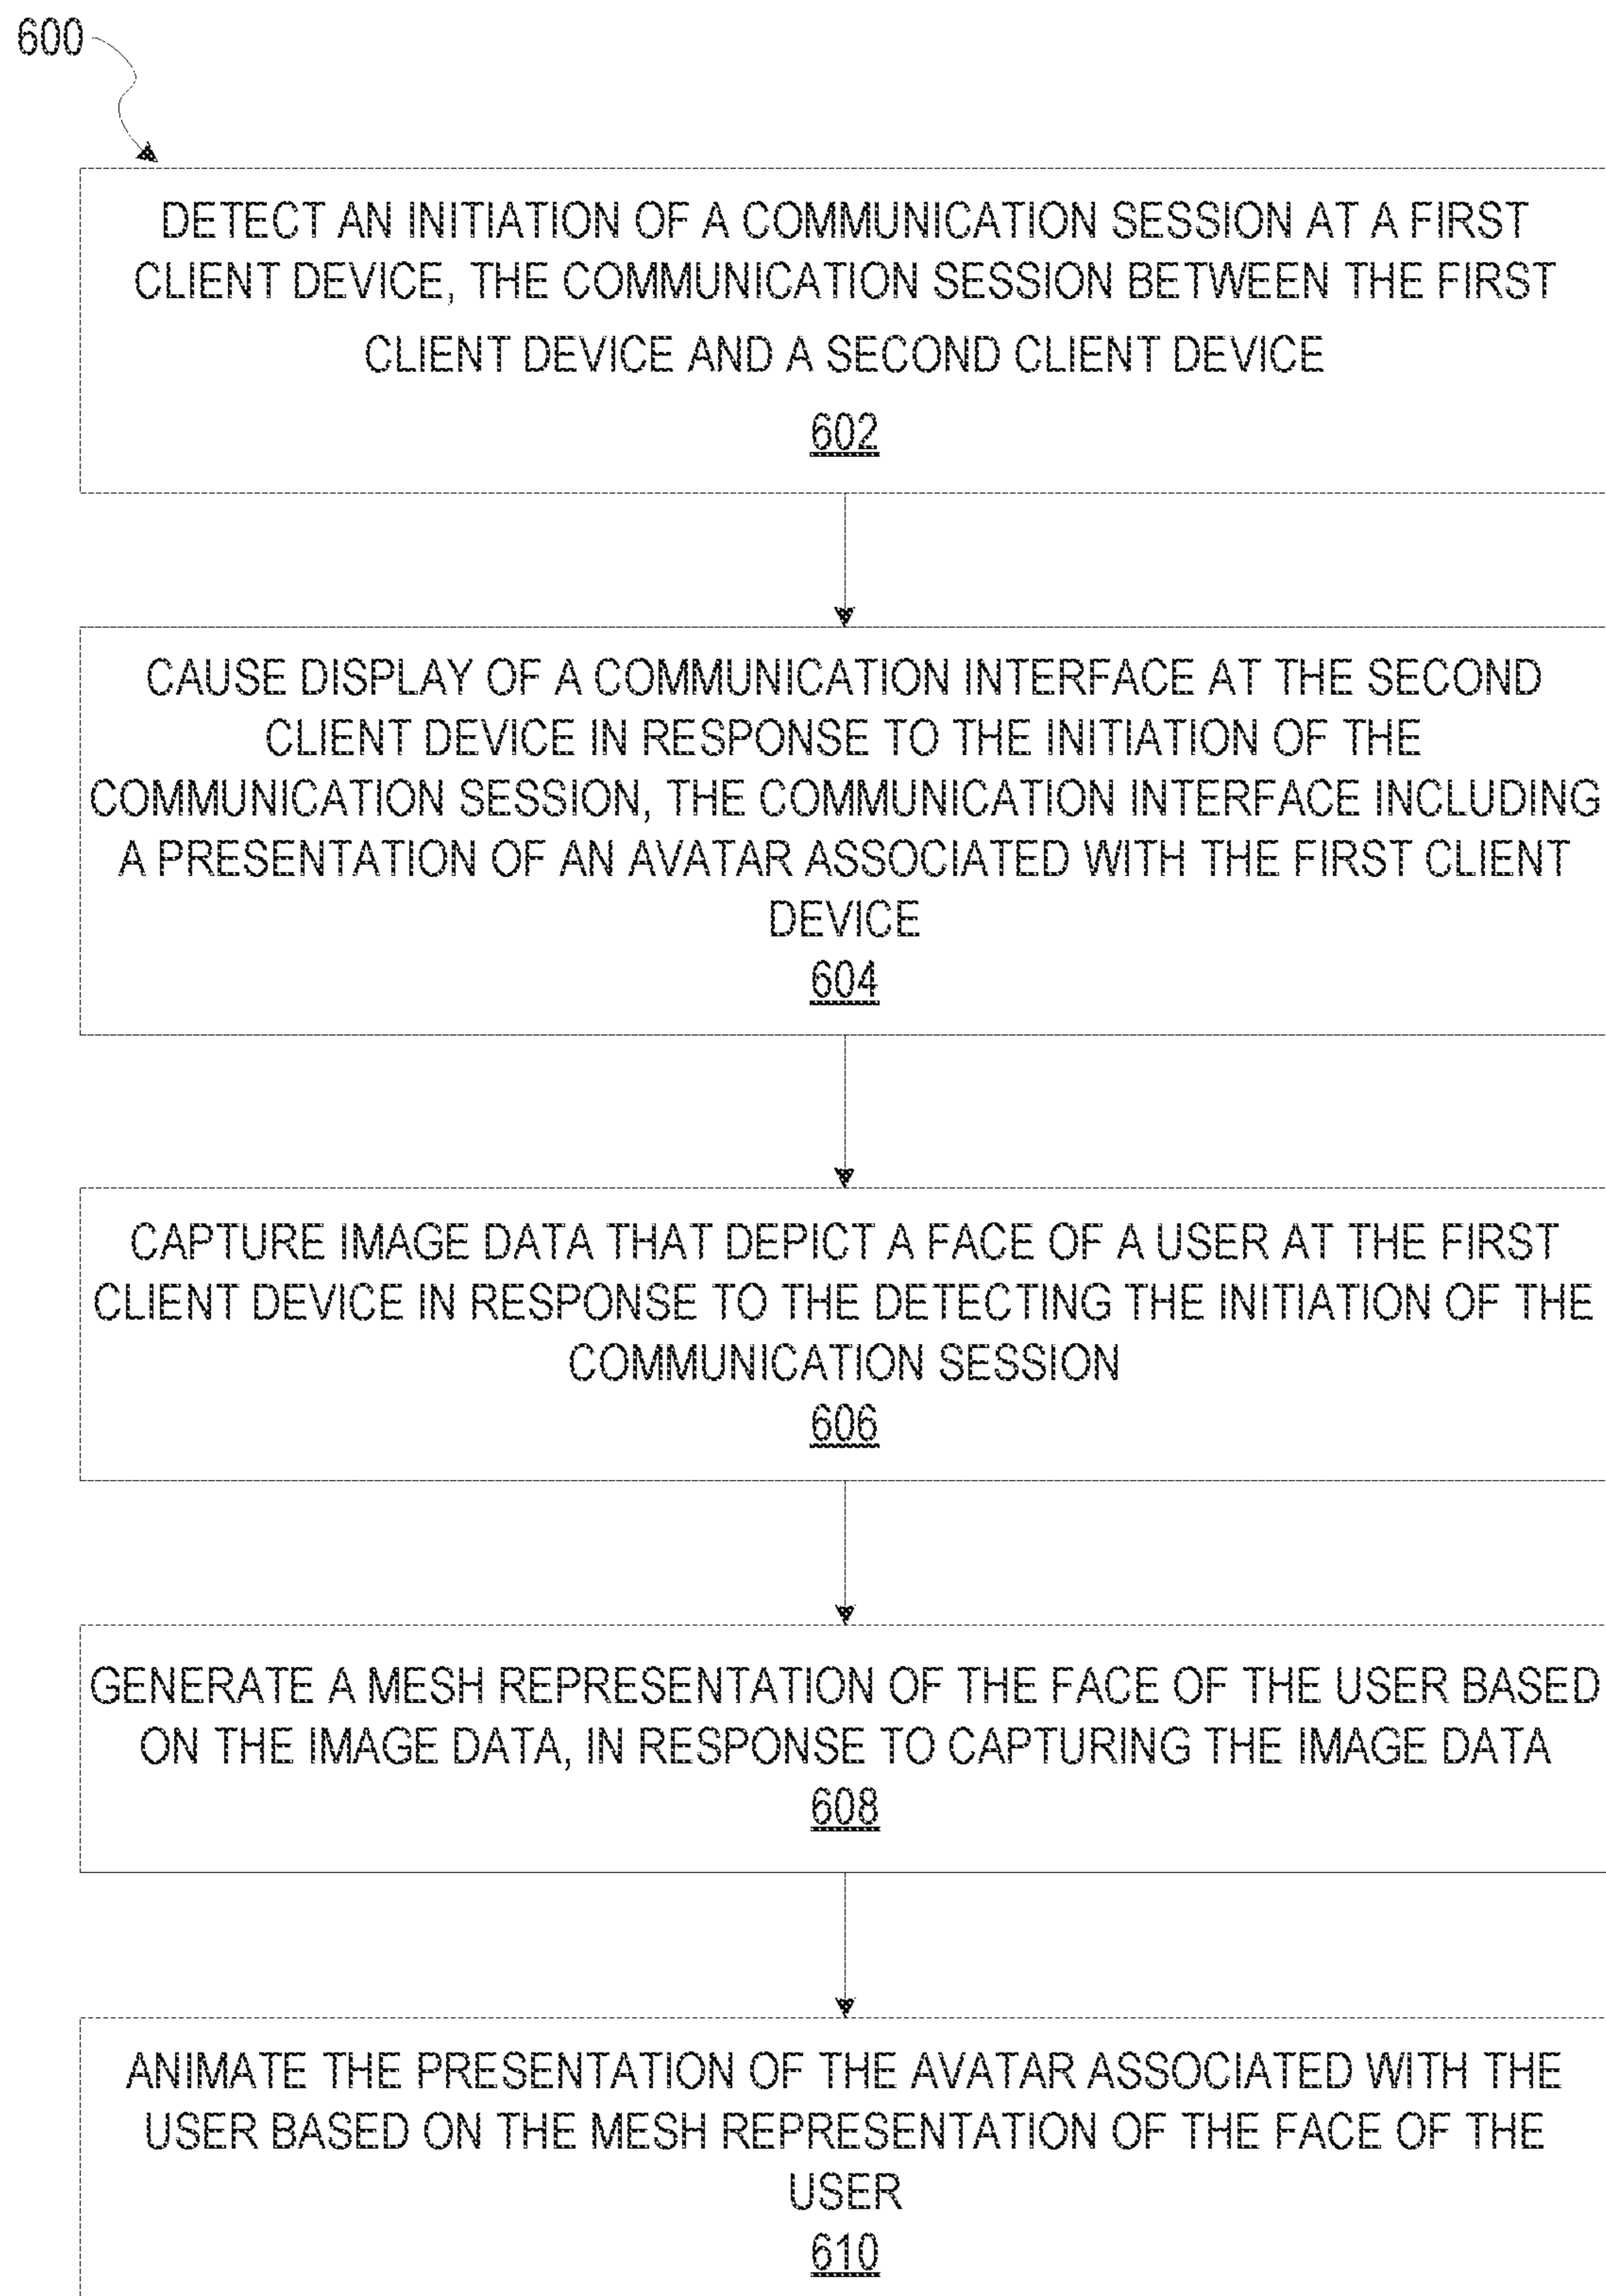 600
DETECT AN INITIATION OF A COMMUNICATION SESSION AT A FIRST
CLIENT DEVICE, THE COMMUNICATION SESSION BETWEEN THE FIRST
CLIENT DEVICE AND A SECOND CLIENT DEVICE
602
CAUSE DISPLAY OF A COMMUNICATION INTERFACE AT THE SECOND
CLIENT DEVICE IN RESPONSE TO THE INITIATION OF THE
COMMUNICATION SESSION, THE COMMUNICATION INTERFACE INCLUDING
A PRESENTATION OF AN AVATAR ASSOCIATED WITH THE FIRST CLIENT
DEVICE
604
CAPTURE IMAGE DATA THAT DEPICT A FACE OF A USER AT THE FIRST
CLIENT DEVICE IN RESPONSE TO THE DETECTING THE INITIATION OF THE
COMMUNICATION SESSION
606
GENERATE A MESH REPRESENTATION OF THE FACE OF THE USER BASED
ON THE IMAGE DATA, IN RESPONSE TO CAPTURING THE IMAGE DATA
608
ANIMATE THE PRESENTATION OF THE AVATAR ASSOCIATED WITH THE
USER BASED ON THE MESH REPRESENTATION OF THE FACE OF THE
USER
610